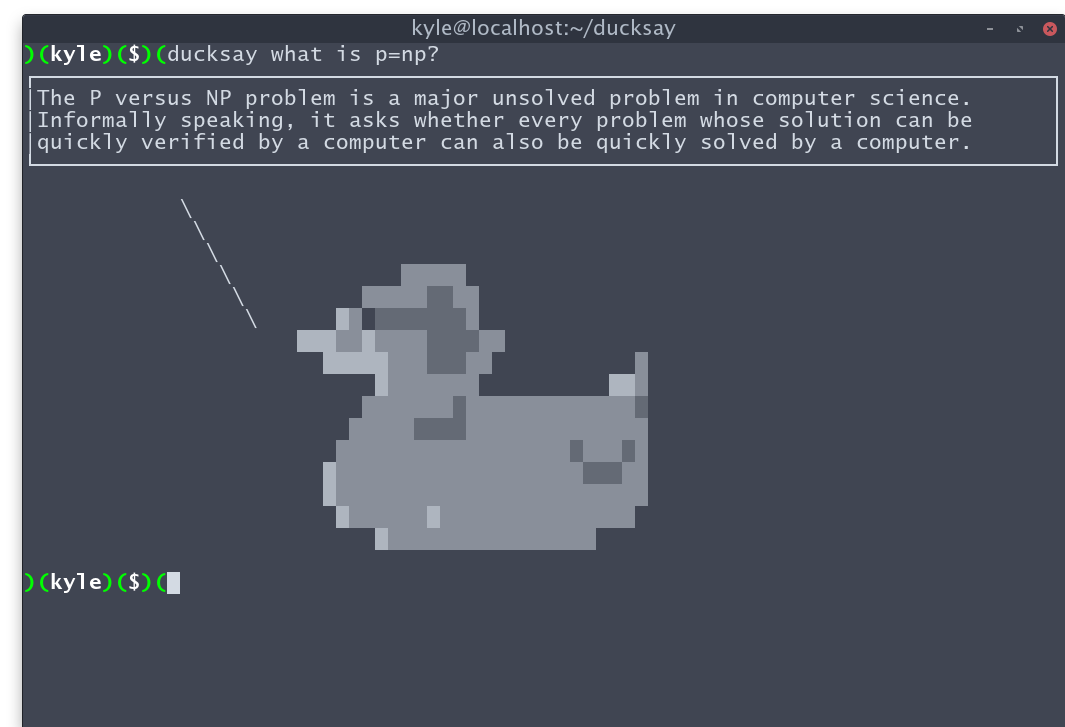 kyle@localhost:~/ducksay
)(kyle)($)(ducksay what is p=np?
The P versus NP problem is a major unsolved problem in computer science.
Informally speaking, it asks whether every problem whose solution can be
quickly verified by a computer can also be quickly solved by a computer.
)(kyle)($)(